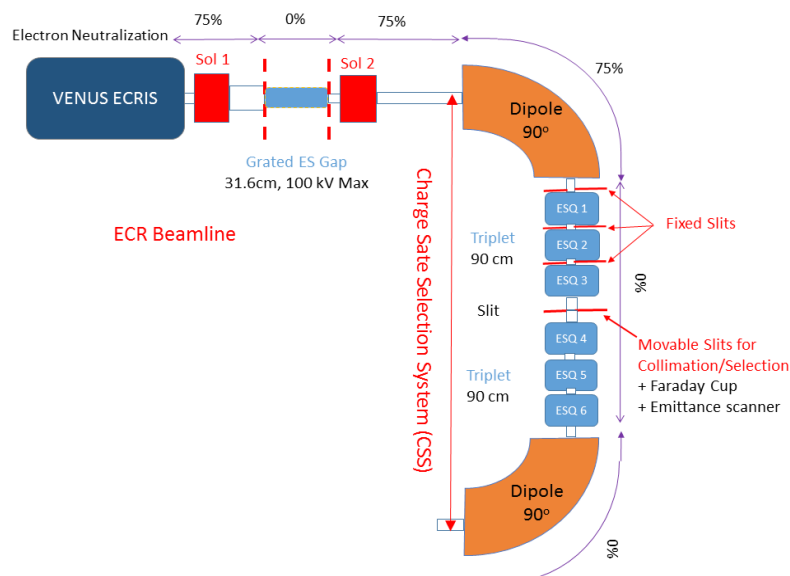 75%
0%
75%
Electron Neutralization
Sol 1
Sol 2
75%
VENUS ECRIS
Dipole
90o
Grated ES Gap
31.6cm, 100 kV Max
Charge Sate Selection System (CSS)
ESQ 1
Fixed Slits
ECR Beamline
Triplet
90 cm
ESQ 2
ESQ 3
0%
Slit
ESQ 4
Movable Slits for
Collimation/Selection
+ Faraday Cup
+ Emittance scanner
Triplet
90 cm
ESQ 5
ESQ 6
Dipole
90o
0%